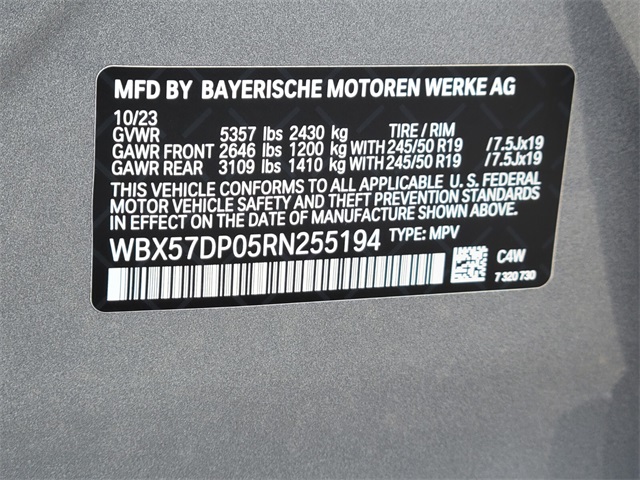 MFD BY BAYERISCHE MOTOREN WERKE AG
10/23
GVWR 5357 lbs 2430 kg TIRE / RIM
GAWR FRONT 2646 lbs 1200 kg WITH 245/50 R19 /7.5Jx19
GAWR REAR 3109 lbs 1410 kg WITH 245/50 R19 /7.5Jx19
THIS VEHICLE CONFORMS TO ALL APPLICABLE U. S. FEDERAL
MOTOR VEHICLE SAFETY AND THEFT PREVENTION STANDARDS
IN EFFECT ON THE DATE OF MANUFACTURE SHOWN ABOVE.
WBX57DP05RN255194 TYPE: MPV
C4W
7 320 730